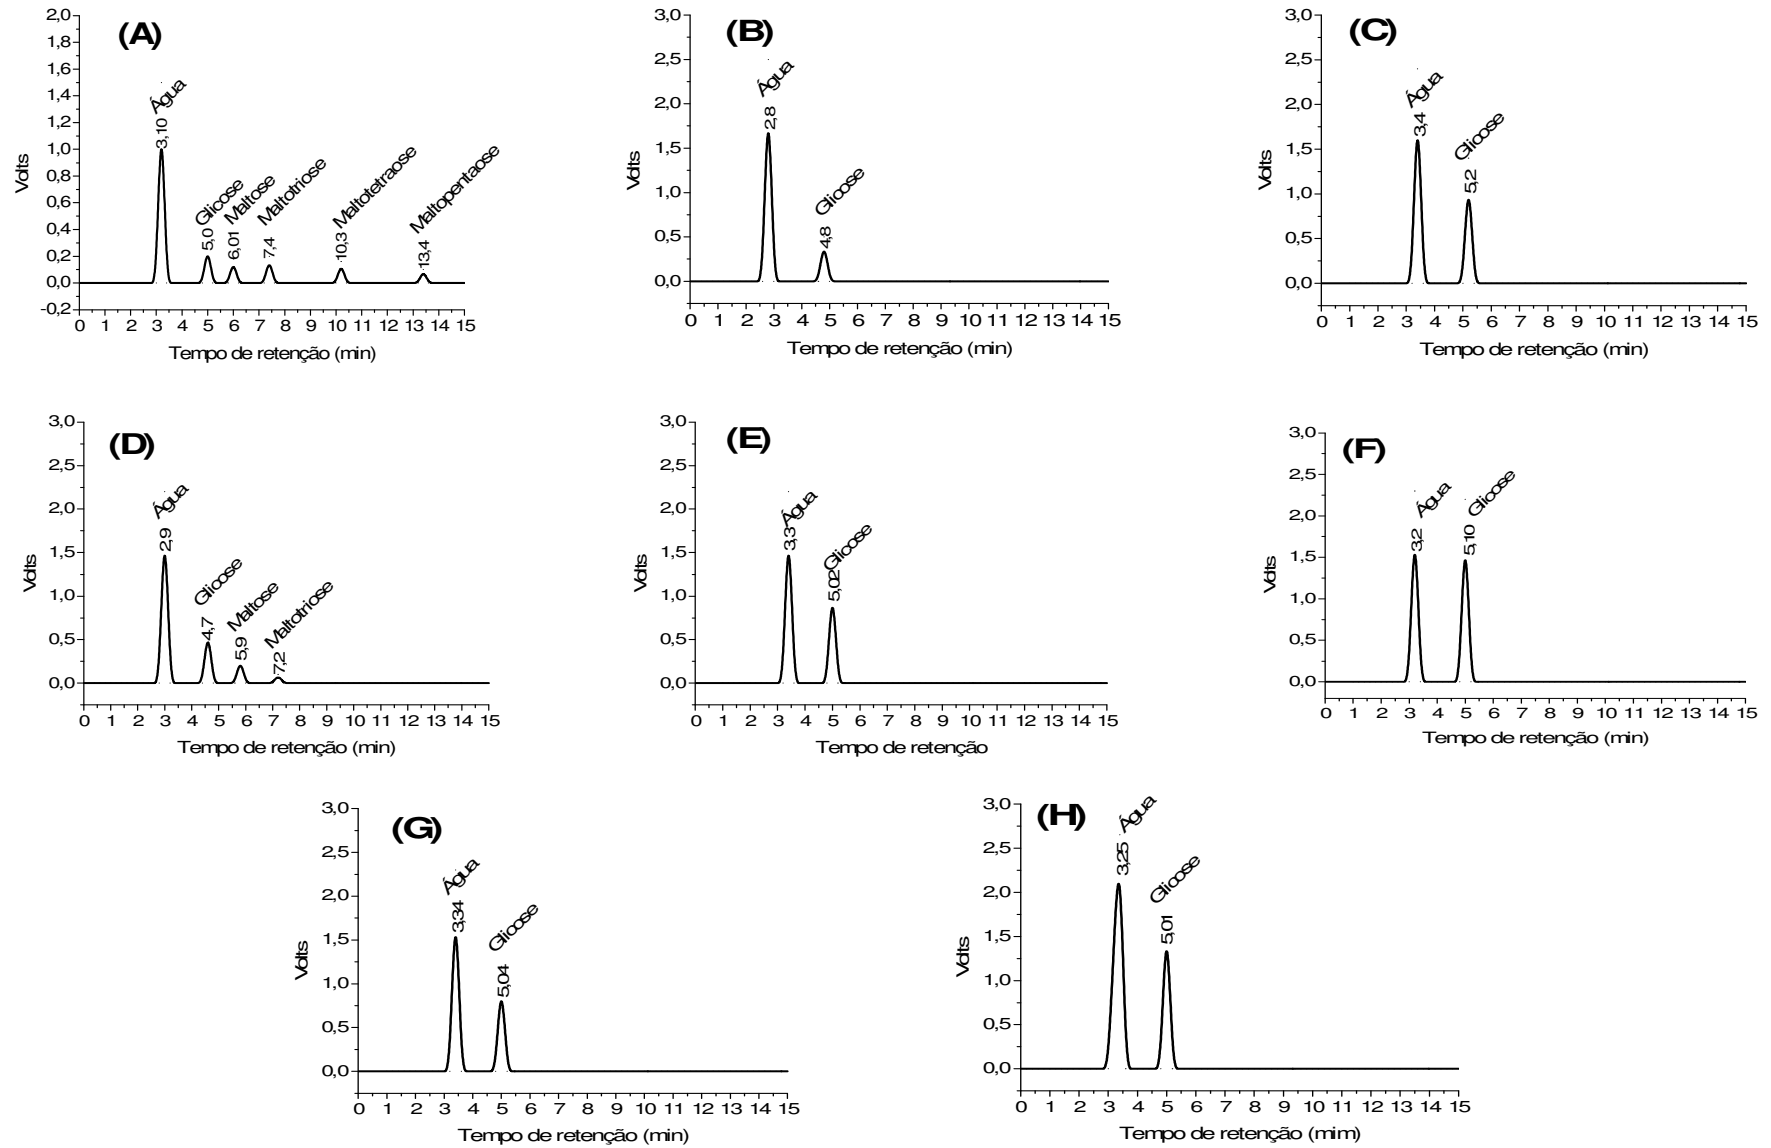 (A)
2,0
1,8
1,6
1,4
1,2
1,0
0,8
0,6
0,4
0,2
0,0
-0,2
Volts
Água
3,10
Glicose
5,0
Maltose
6,01
Maltotriose
7,4
Maltotetraose
10,3
Maltopentaose
13,4
0 1 2 3 4 5 6 7 8 9 10 11 12 13 14 15
Tempo de retenção (min)
(B)
3,0
2,5
2,0
1,5
1,0
0,5
0,0
Volts
Água
2,8
Glicose
4,8
0 1 2 3 4 5 6 7 8 9 10 11 12 13 14 15
Tempo de retenção (min)
(C)
3,0
2,5
2,0
1,5
1,0
0,5
0,0
Volts
Água
3,4
Glicose
5,2
0 1 2 3 4 5 6 7 8 9 10 11 12 13 14 15
Tempo de retenção (min)
(D)
3,0
2,5
2,0
1,5
1,0
0,5
0,0
Volts
Água
2,9
Glicose
4,7
Maltose
5,9
Maltotriose
7,2
0 1 2 3 4 5 6 7 8 9 10 11 12 13 14 15
Tempo de retenção (min)
(E)
3,0
2,5
2,0
1,5
1,0
0,5
0,0
Volts
Água
3,3
Glicose
5,02
0 1 2 3 4 5 6 7 8 9 10 11 12 13 14 15
Tempo de retenção
(F)
3,0
2,5
2,0
1,5
1,0
0,5
0,0
Volts
Água
3,2
Glicose
5,10
0 1 2 3 4 5 6 7 8 9 10 11 12 13 14 15
Tempo de retenção (min)
(G)
3,0
2,5
2,0
1,5
1,0
0,5
0,0
Volts
Água
3,34
Glicose
5,04
0 1 2 3 4 5 6 7 8 9 10 11 12 13 14 15
Tempo de retenção (min)
(H)
3,0
2,5
2,0
1,5
1,0
0,5
0,0
Volts
Água
3,25
Glicose
5,01
0 1 2 3 4 5 6 7 8 9 10 11 12 13 14 15
Tempo de retenção (mim)